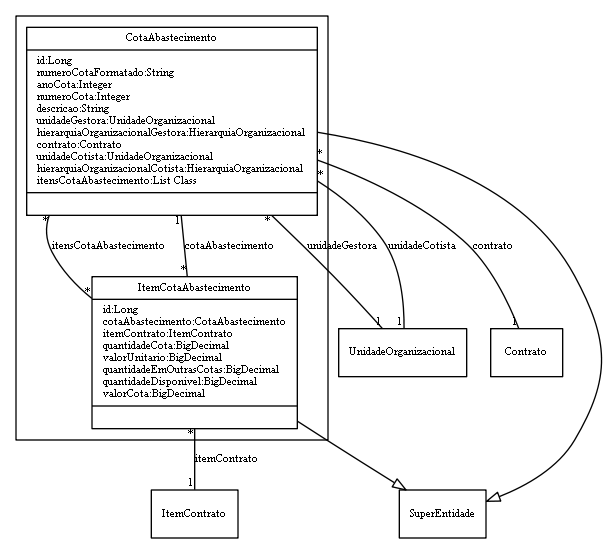 CotaAbastecimento
id:Long
numeroCotaFormatado:String
anoCota:Integer
numeroCota:Integer
descricao:String
unidadeGestora:UnidadeOrganizacional
hierarquiaOrganizacionalGestora:HierarquiaOrganizacional
contrato:Contrato
unidadeCotista:UnidadeOrganizacional
hierarquiaOrganizacionalCotista:HierarquiaOrganizacional
itensCotaAbastecimento:List Class
*
*
*
1
*
itensCotaAbastecimento
cotaAbastecimento
unidadeGestora
unidadeCotista
contrato
*
*
ItemCotaAbastecimento
id:Long
cotaAbastecimento:CotaAbastecimento
itemContrato:ItemContrato
quantidadeCota:BigDecimal
valorUnitario:BigDecimal
quantidadeEmOutrasCotas:BigDecimal
quantidadeDisponivel:BigDecimal
valorCota:BigDecimal
1
1
1
UnidadeOrganizacional
Contrato
*
itemContrato
1
ItemContrato
SuperEntidade